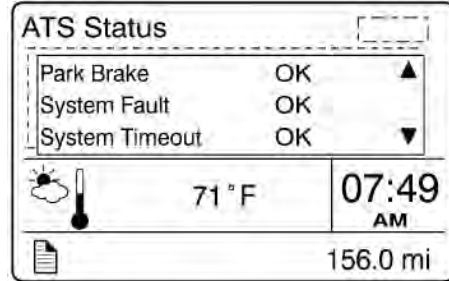 ATS Status
Park Brake OK
System Fault OK
System Timeout OK
71°F
07:49
AM
156.0 mi